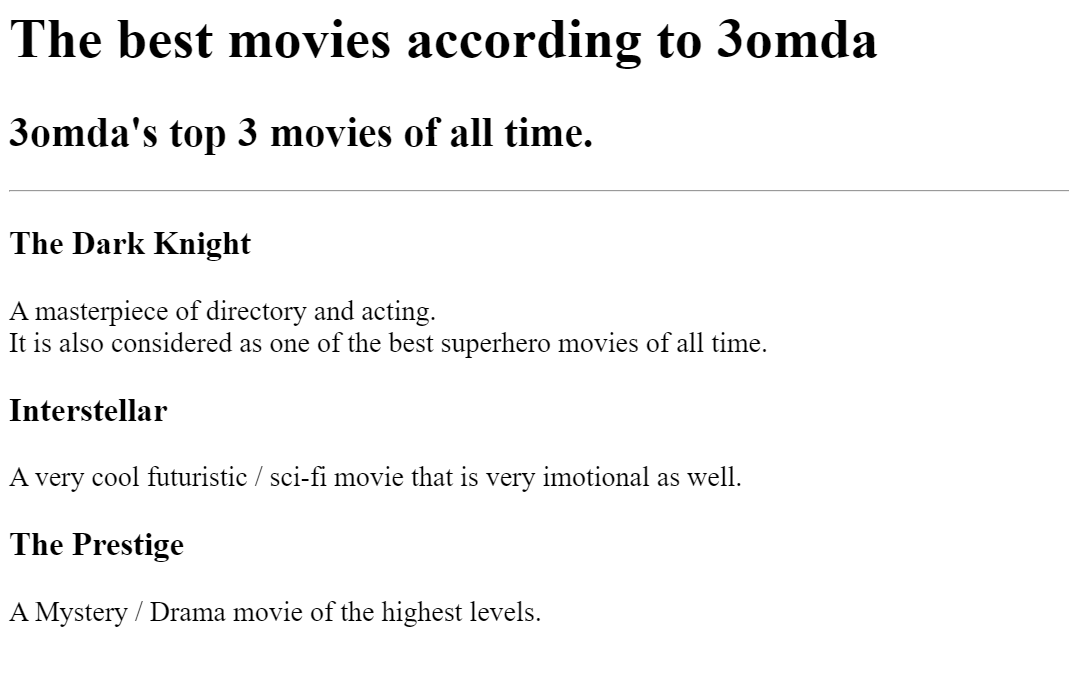 The best movies according to 3omda
3omda's top 3 movies of all time.
The Dark Knight
A masterpiece of directory and acting.
It is also considered as one of the best superhero movies of all time.
Interstellar
A very cool futuristic / sci-fi movie that is very imotional as well.
The Prestige
A Mystery / Drama movie of the highest levels.